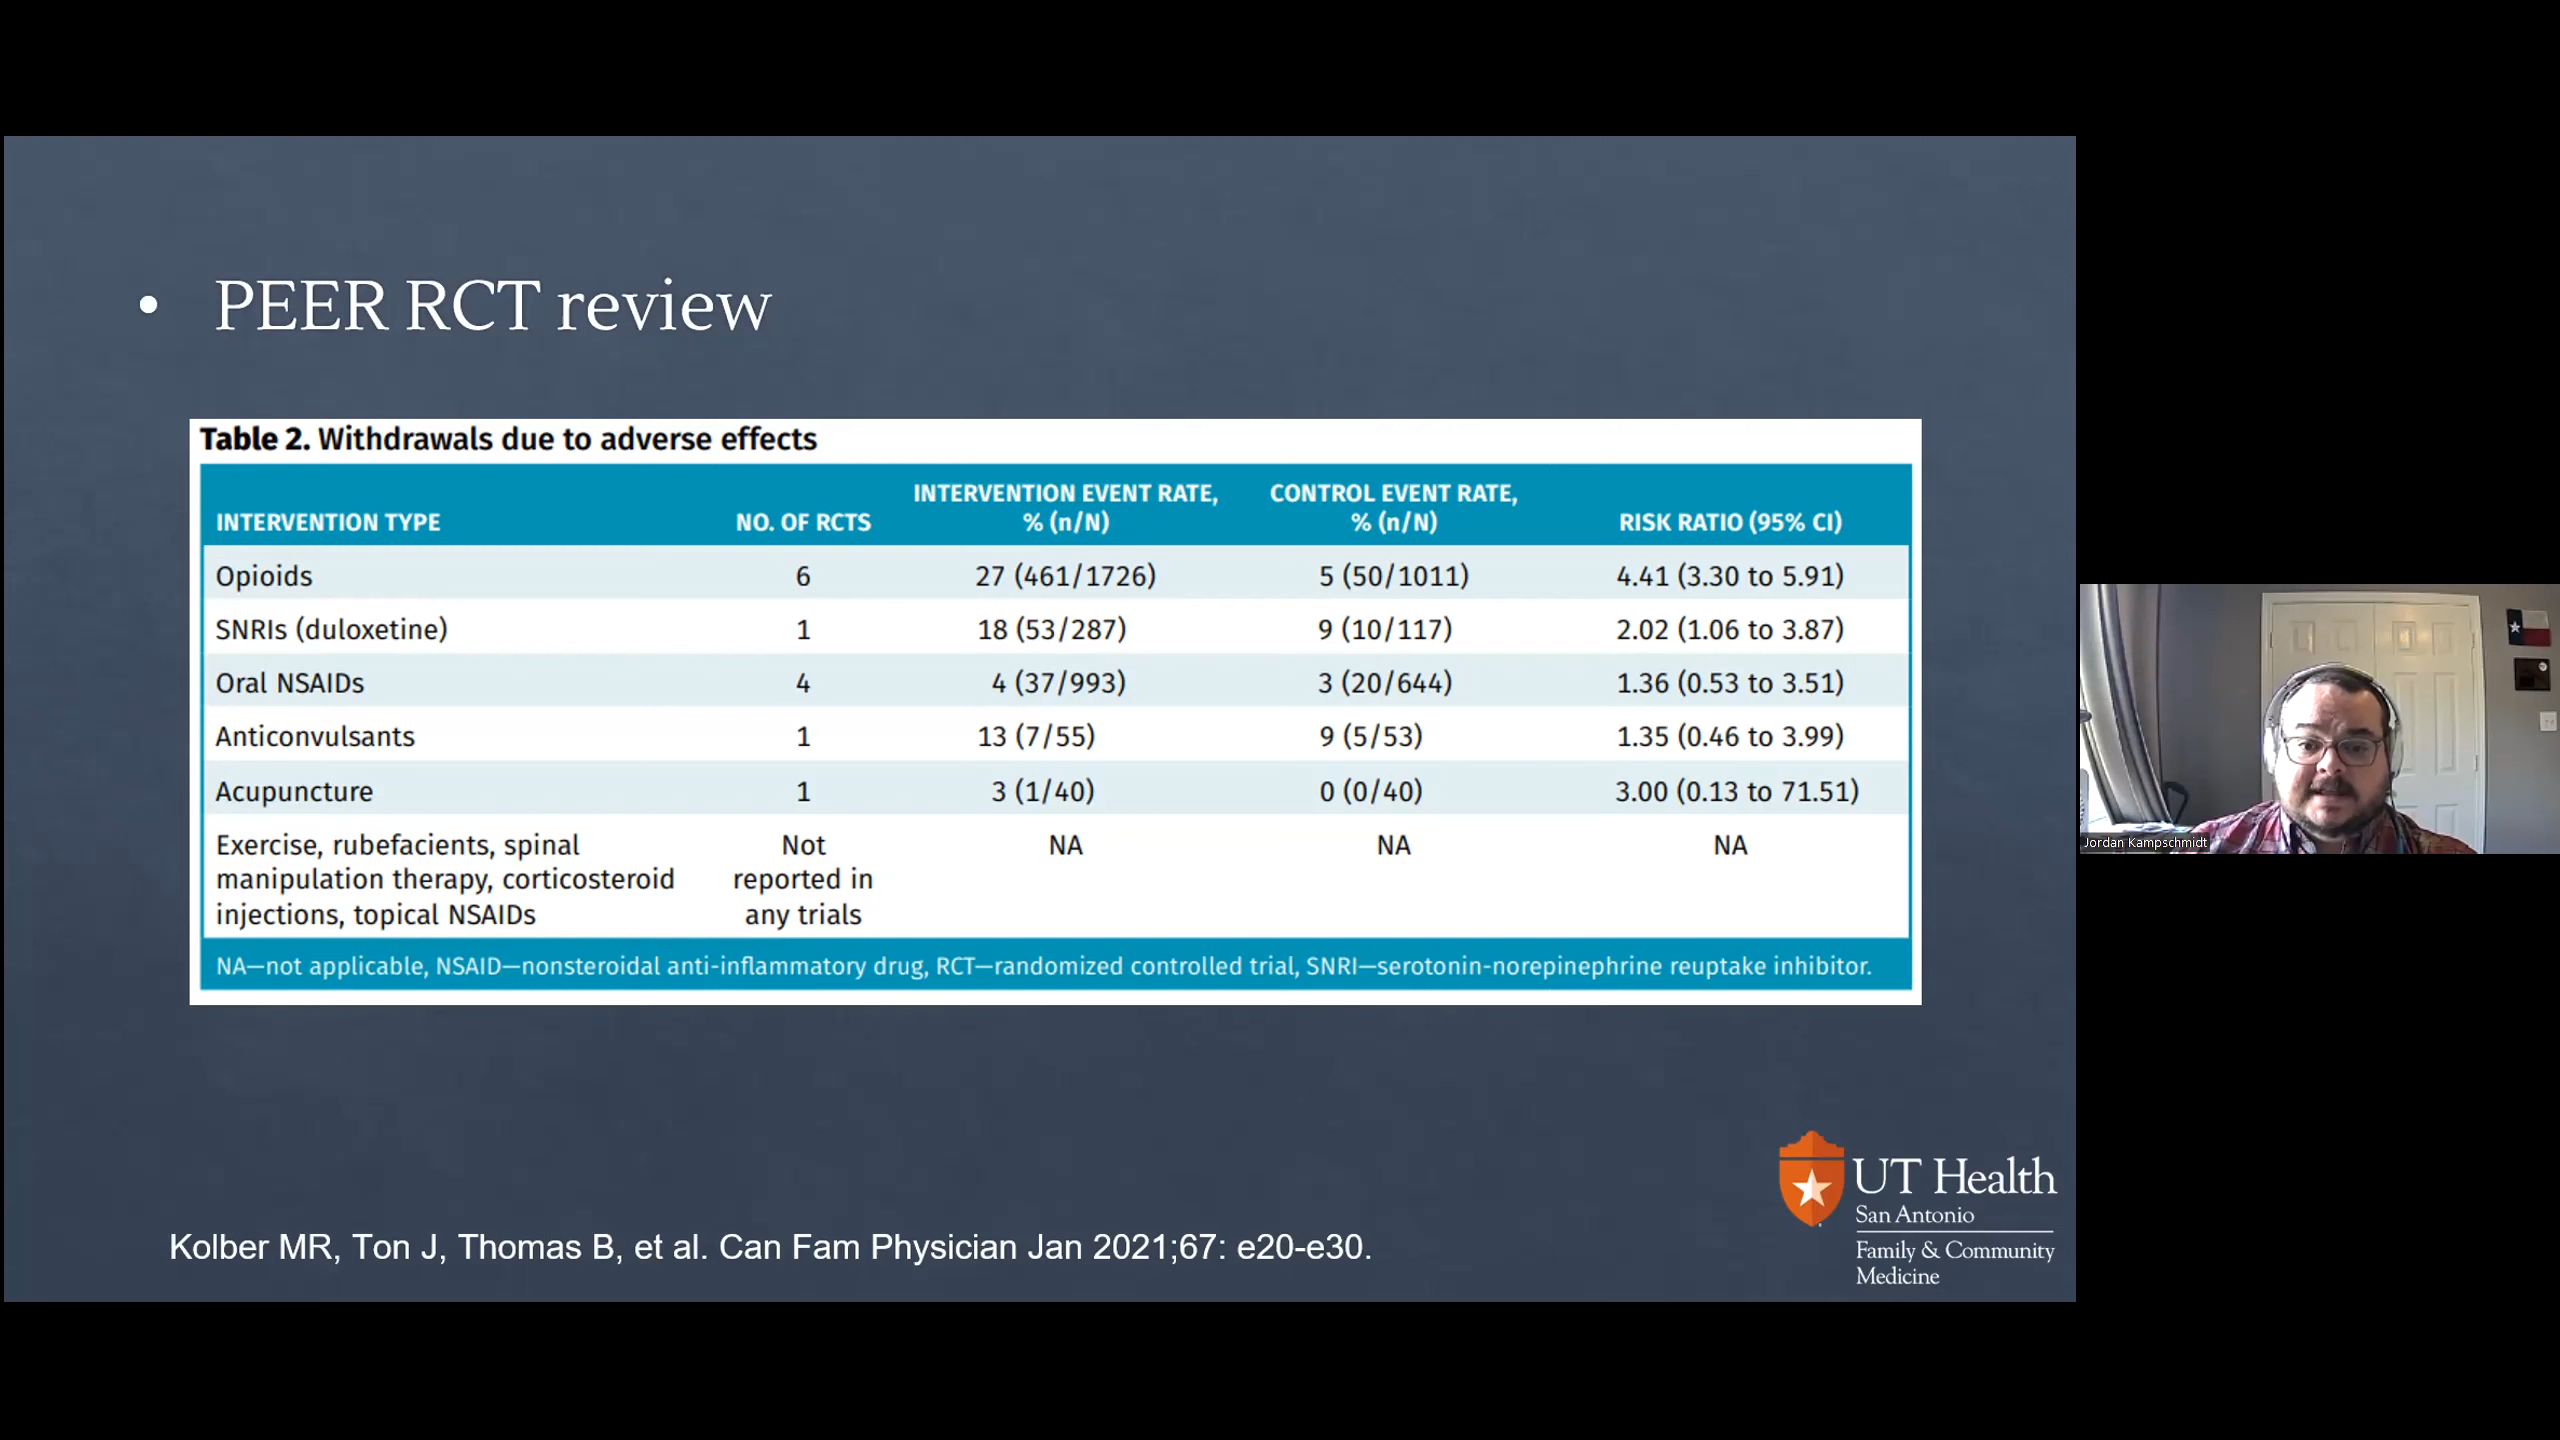 • PEER RCT review
Table 2. Withdrawals due to adverse effects
INTERVENTION TYPE NO. OF RCTS INTERVENTION EVENT RATE, % (n/N) CONTROL EVENT RATE, % (n/N) RISK RATIO (95% CI)
Opioids 6 27 (461/1726) 5 (50/1011) 4.41 (3.30 to 5.91)
SNRIs (duloxetine) 1 18 (53/287) 9 (10/117) 2.02 (1.06 to 3.87)
Oral NSAIDs 4 4 (37/993) 3 (20/644) 1.36 (0.53 to 3.51)
Anticonvulsants 1 13 (7/55) 9 (5/53) 1.35 (0.46 to 3.99)
Acupuncture 1 3 (1/40) 0 (0/40) 3.00 (0.13 to 71.51)
Exercise, rubefacients, spinal Not NA NA NA
manipulation therapy, corticosteroid reported in
injections, topical NSAIDs any trials
NA—not applicable, NSAID—nonsteroidal anti-inflammatory drug, RCT—randomized controlled trial, SNRI—serotonin-norepinephrine reuptake inhibitor.
Jordan Kampschmidt
UT Health
San Antonio
Family & Community
Medicine
Kolber MR, Ton J, Thomas B, et al. Can Fam Physician Jan 2021;67: e20-e30.